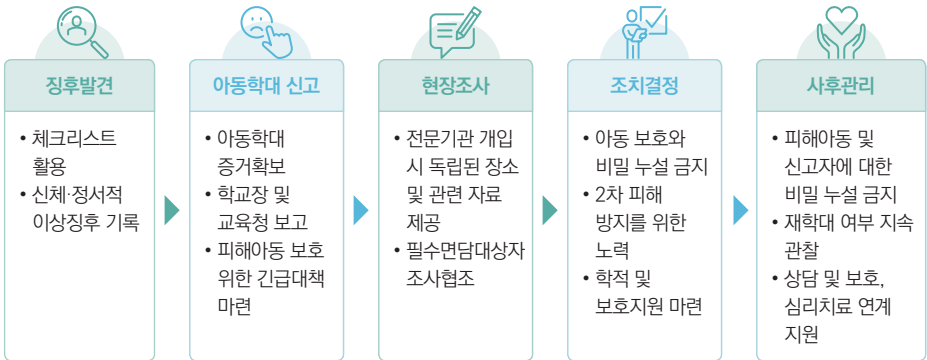 징후발견
• 체크리스트
활용
• 신체·정서적
이상징후 기록
아동학대 신고
• 아동학대
증거확보
• 학교장 및
교육청 보고
• 피해아동 보호
위한 긴급대책
마련
현장조사
• 전문기관 개입
시 독립된 장소
및 관련 자료
제공
• 필수면담대상자
조사협조
조치결정
• 아동 보호와
비밀 누설 금지
• 2차 피해
방지를 위한
노력
• 학적 및
보호지원 마련
사후관리
• 피해아동 및
신고자에 대한
비밀 누설 금지
• 재학대 여부 지속
관찰
• 상담 및 보호,
심리치료 연계
지원